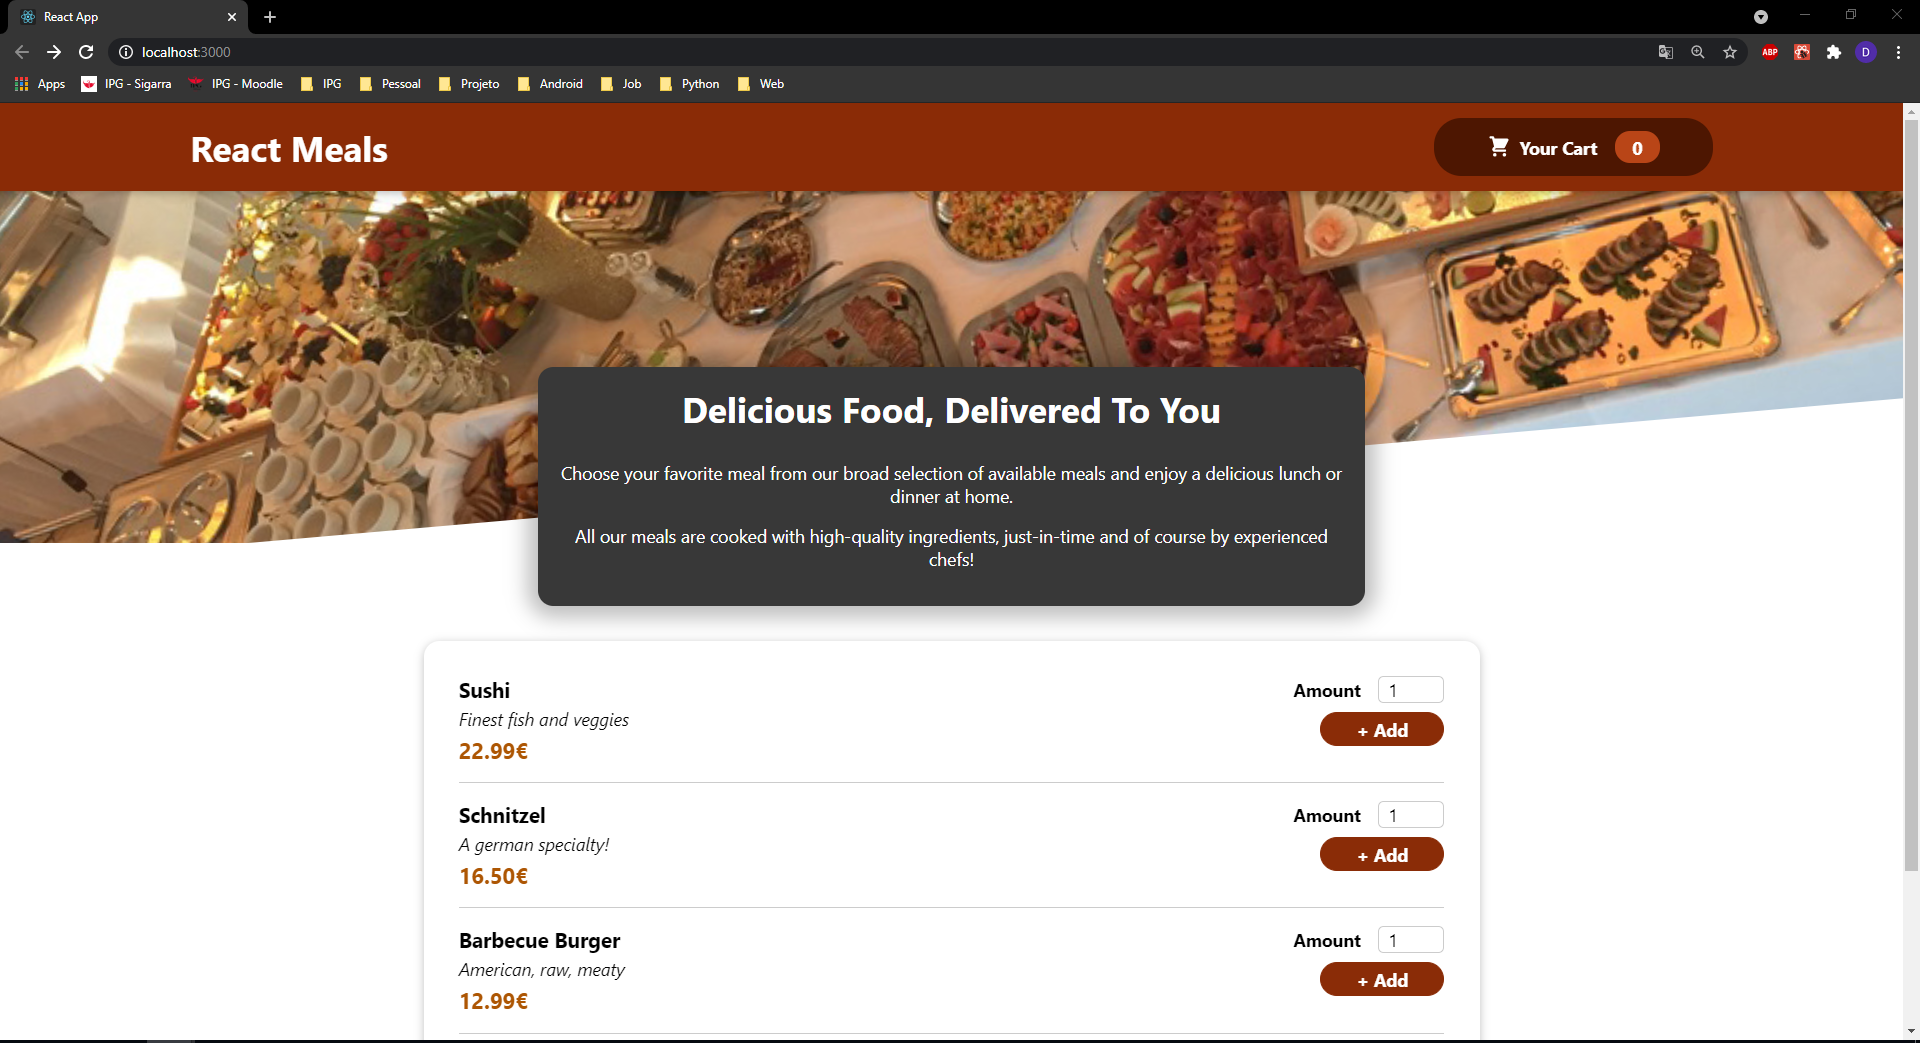 React App
localhost:3000
ABP
D
Apps IPG - Sigarra IPG - Moodle IPG Pessoal Projeto Android Job Python Web
React Meals
Your Cart 0
Delicious Food, Delivered To You
Choose your favorite meal from our broad selection of available meals and enjoy a delicious lunch or
dinner at home.
All our meals are cooked with high-quality ingredients, just-in-time and of course by experienced
chefs!
Sushi
Amount 1
Finest fish and veggies
+ Add
22.99€
Schnitzel
Amount 1
A german specialty!
+ Add
16.50€
Barbecue Burger
Amount 1
American, raw, meaty
+ Add
12.99€